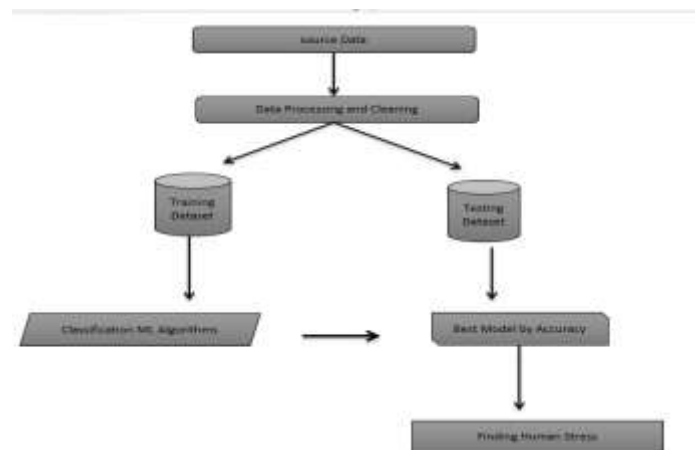 source Data
Data Processing and Cleaning
Training
Dataset
Testing
Dataset
Classification ML Algorithms
Best Model by Accuracy
Finding Human Stress